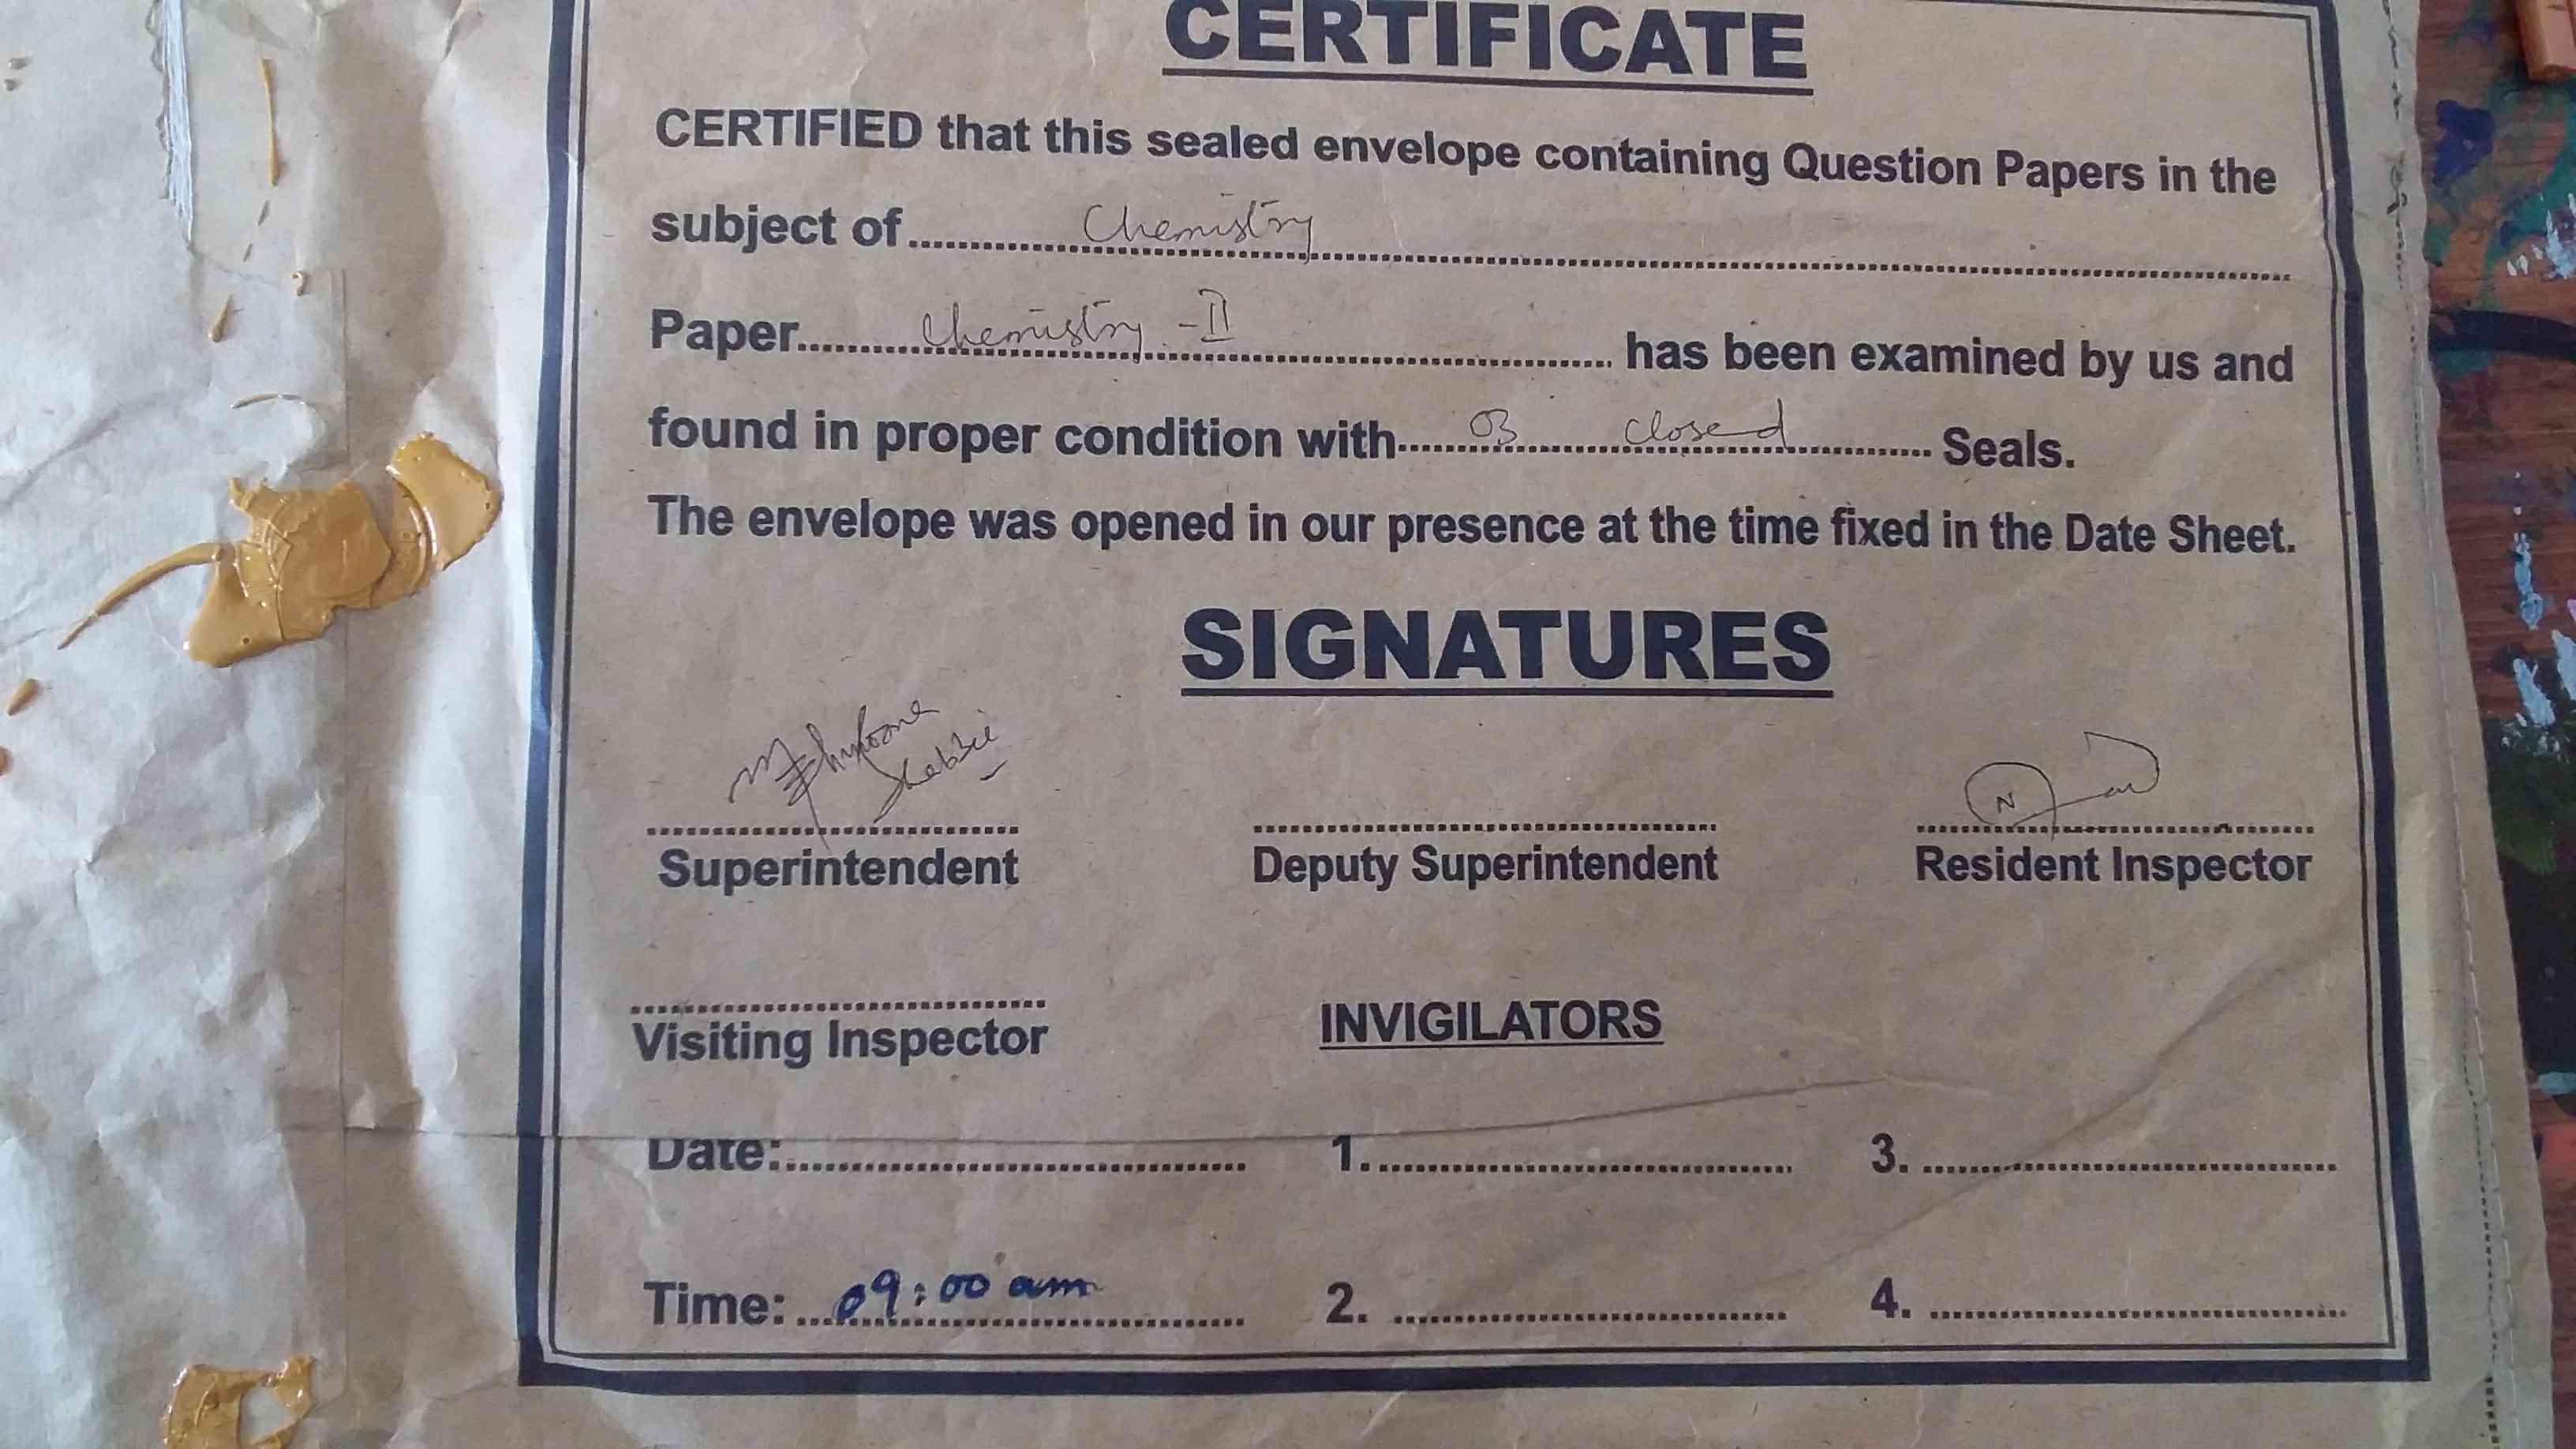 CERTIFICATE
CERTIFIED that this sealed envelope containing Question Papers in the
subject of Chemistry
Paper Chemistry - II has been examined by us and
found in proper condition with 03 closed Seals.
The envelope was opened in our presence at the time fixed in the Date Sheet.
SIGNATURES
Superintendent Deputy Superintendent Resident Inspector
Visiting Inspector INVIGILATORS
Date: 1. 3.
Time: 09:00 am 2. 4.